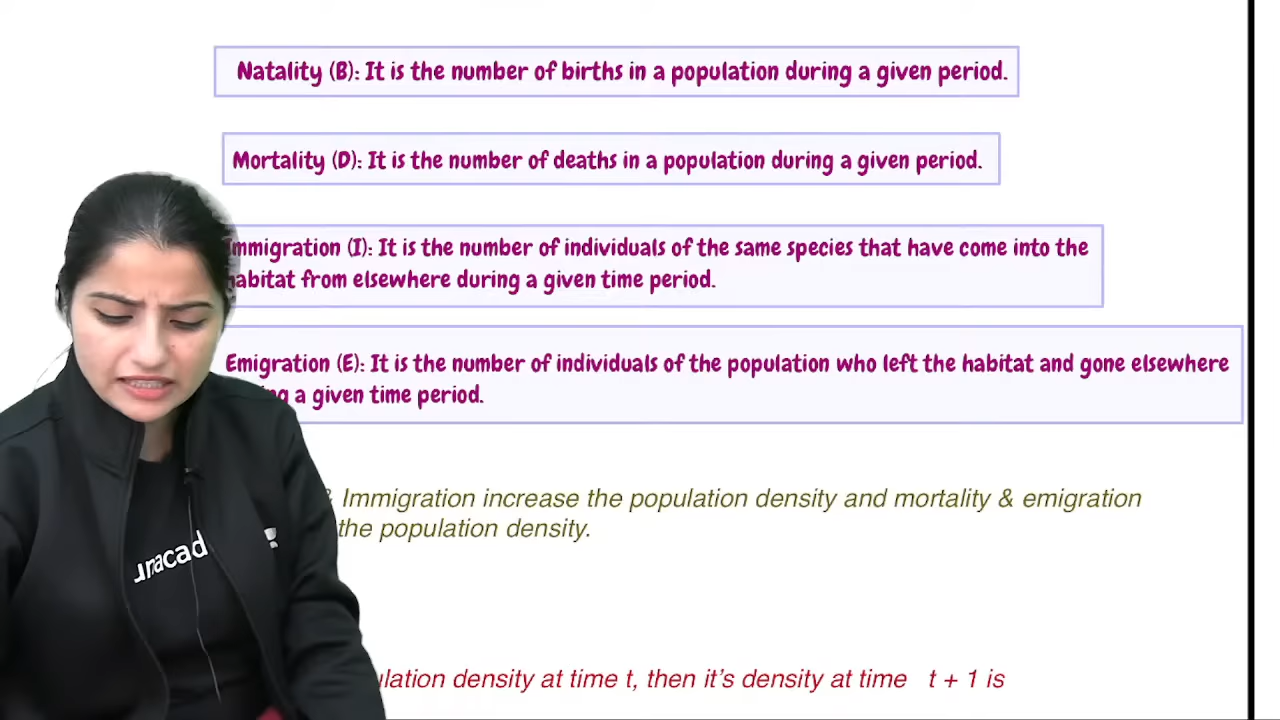 Natality (B): It is the number of births in a population during a given period.
Mortality (D): It is the number of deaths in a population during a given period.
mmigration (I): It is the number of individuals of the same species that have come into the
abitat from elsewhere during a given time period.
Emigration (E): It is the number of individuals of the population who left the habitat and gone elsewhere
a given time period.
& Immigration increase the population density and mortality & emigration
the population density.
ulation density at time t, then it's density at time t + 1 is
unacad